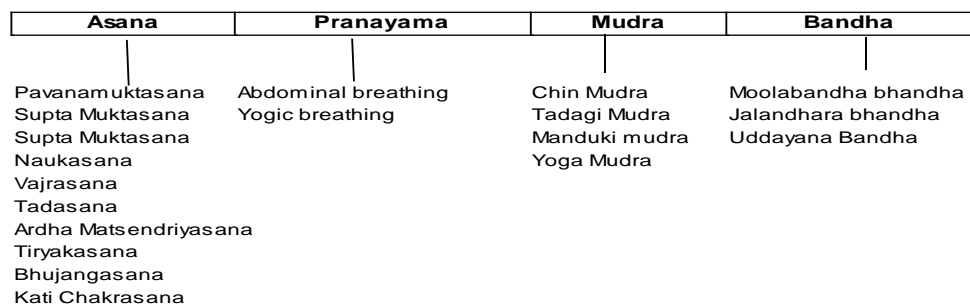 Asana Pranayama Mudra Bandha
Pavanamuktasana Abdominal breathing Chin Mudra Moolabandha bhandha
Supta Muktasana Yogic breathing Tadagi Mudra Jalandhara bhandha
Supta Muktasana Manduki mudra Uddayana Bandha
Naukasana Yoga Mudra
Vajrasana
Tadasana
Ardha Matsendriyasana
Tiryakasana
Bhujangasana
Kati Chakrasana